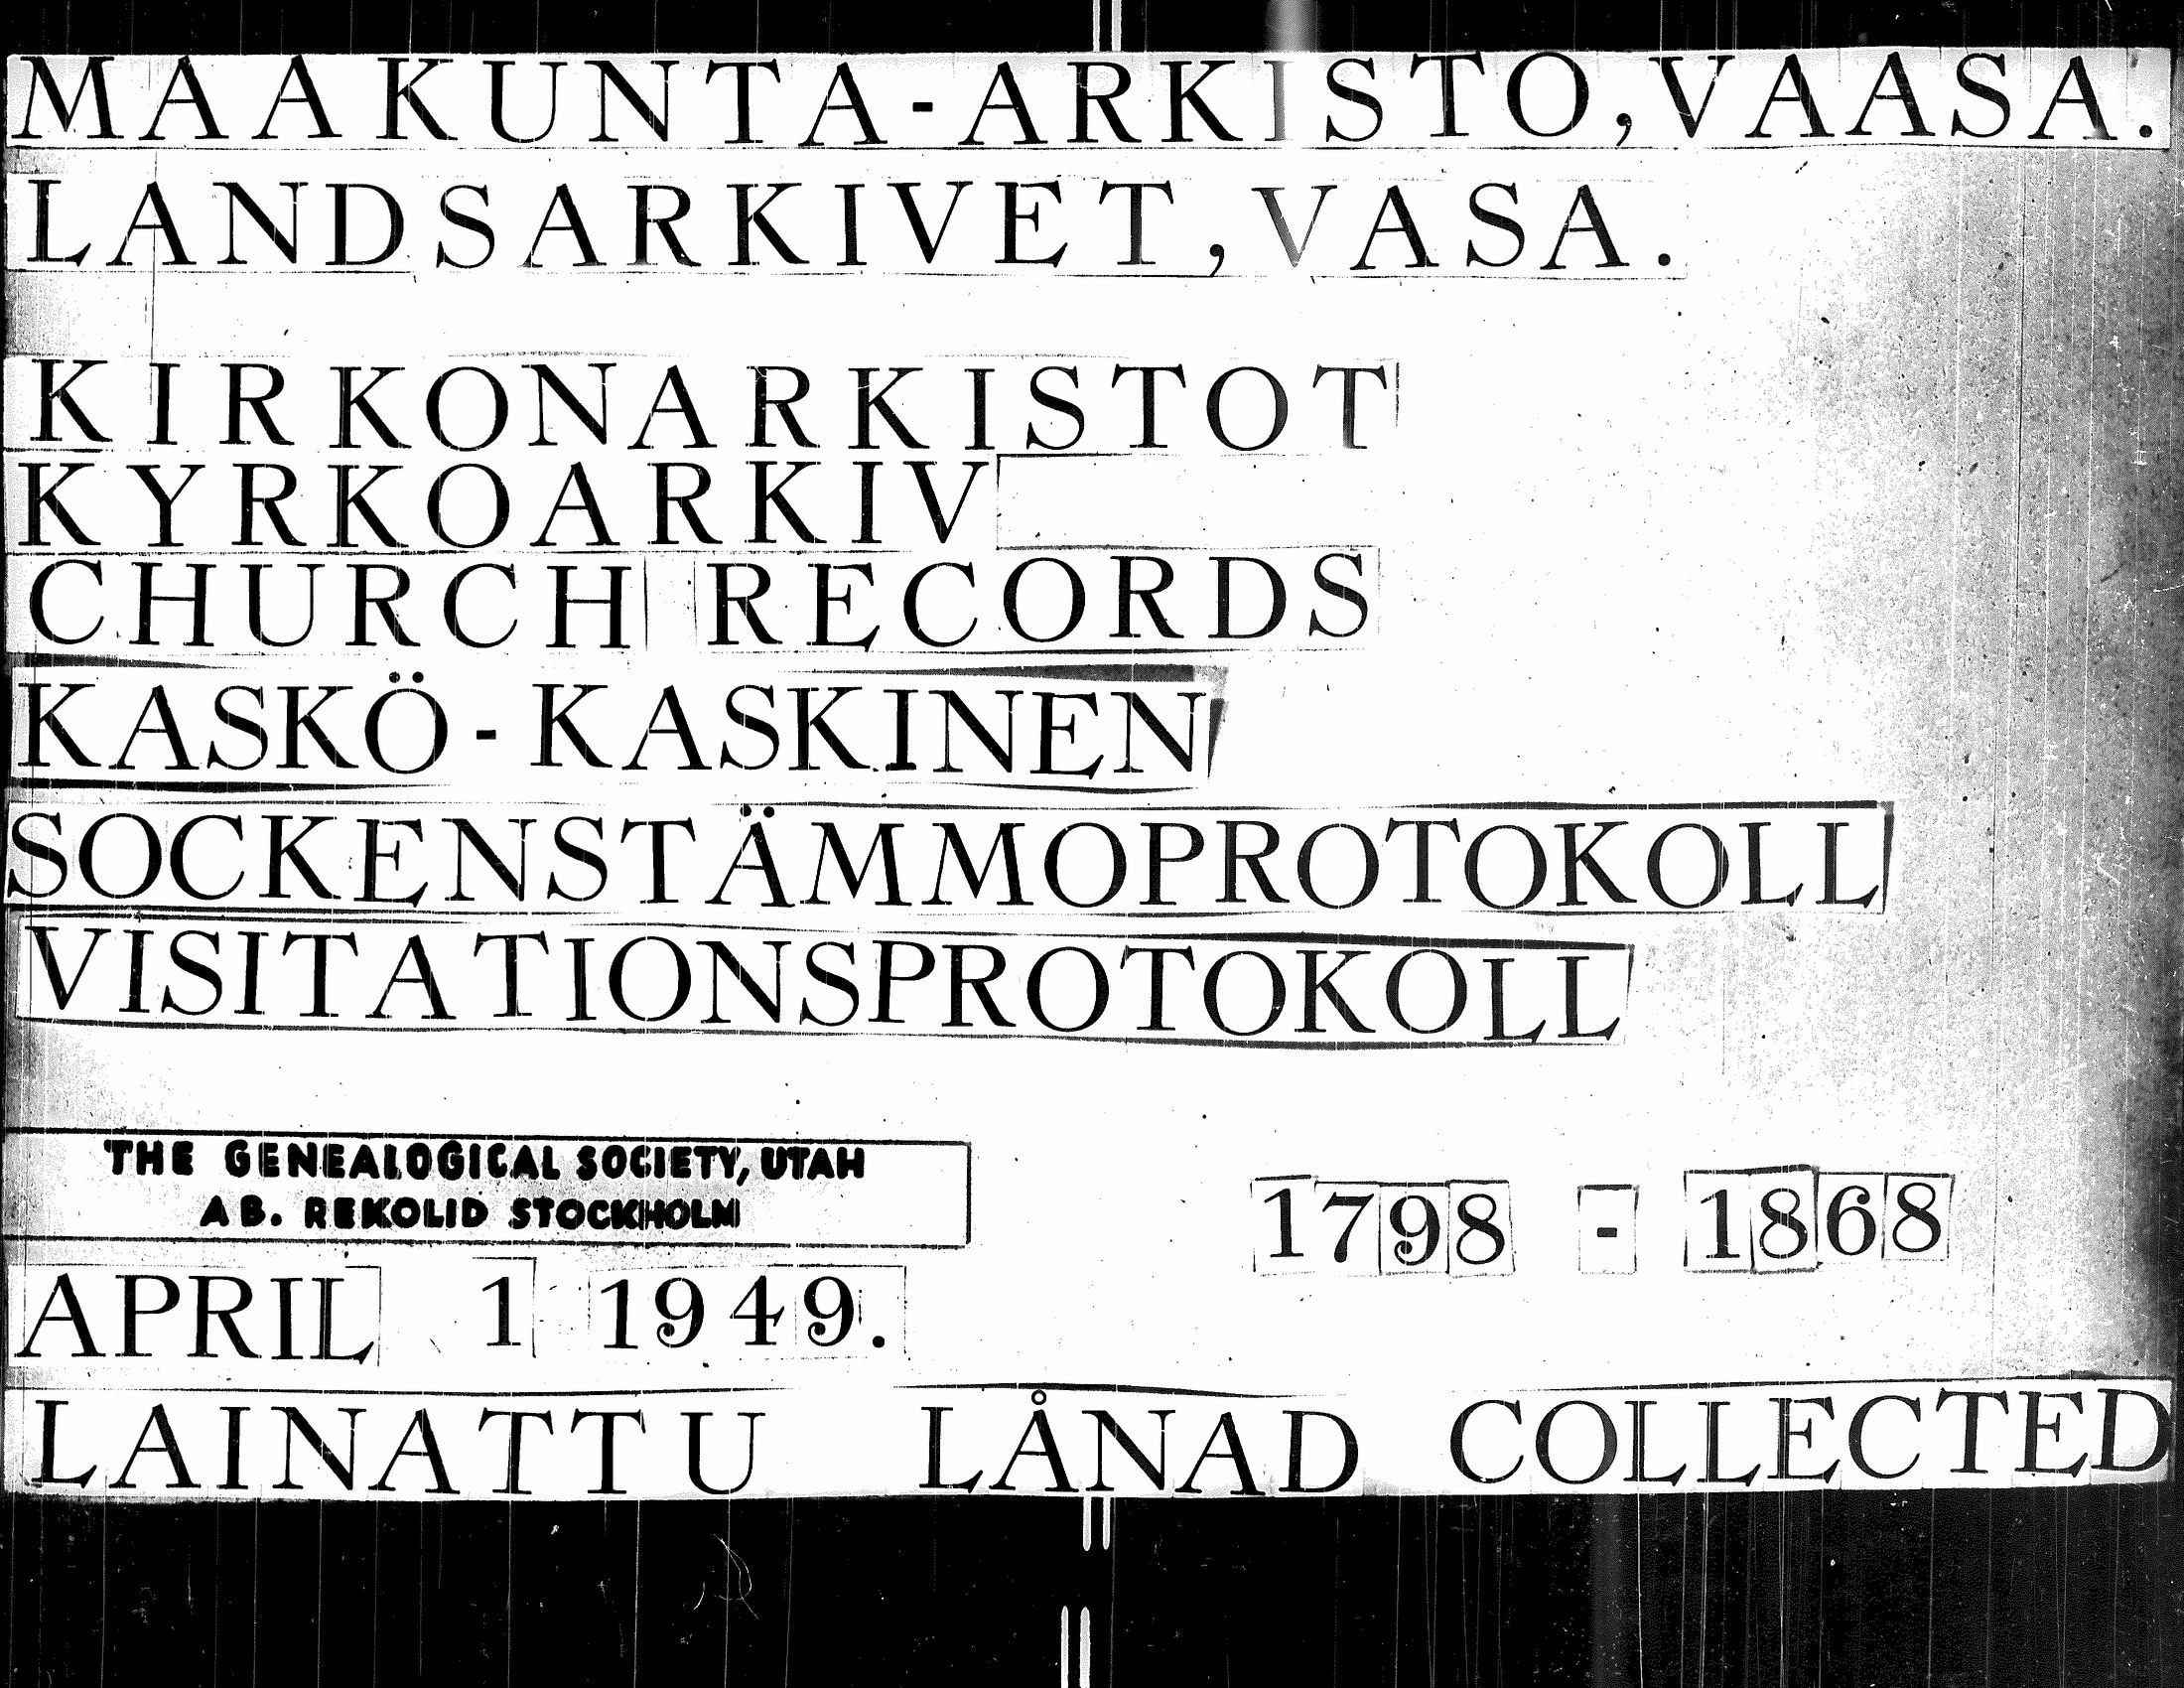 MAAKUNTA-ARKISTO, VAASA.
LANDSARKIVET, VASA.
KIRKONARKISTOT
KYRKOARKIV
CHURCH RECORDS
KASKÖ - KASKINEN
SOCKENSTÄMMOPROTOKOLL
VISITATIONSPROTOKOLL
THE GENEALOGICAL SOCIETY, UTAH
AB. REKOLID STOCKHOLM
1798 - 1868
APRIL 1 1949.
LAINATTU LÅNAD COLLECTED